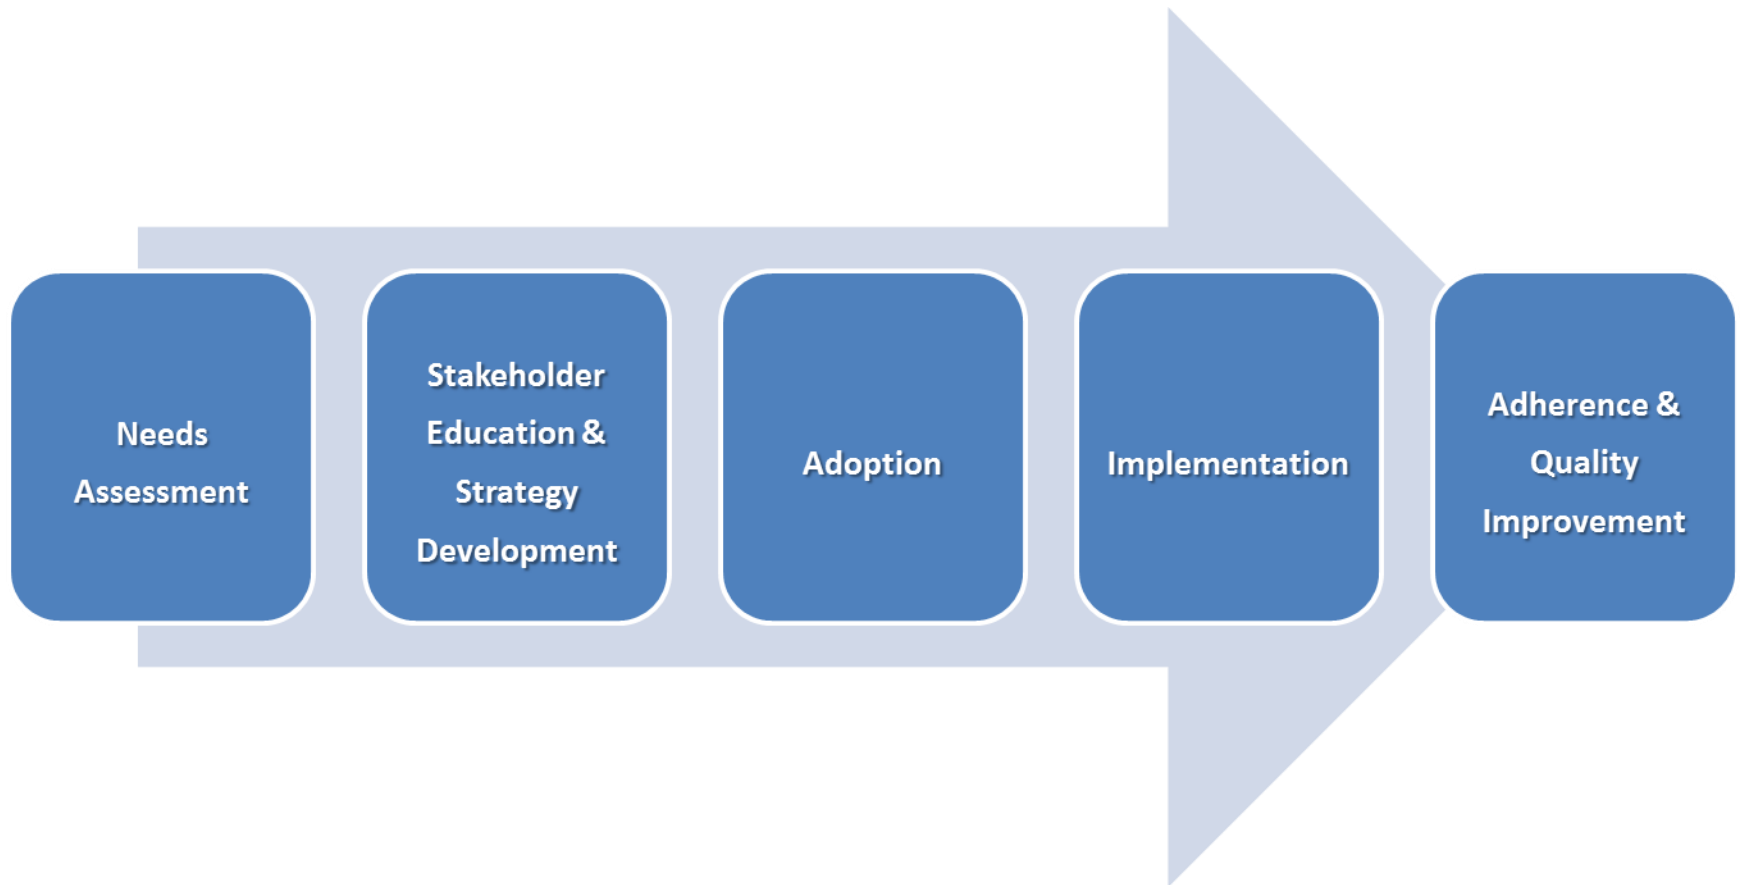 Needs
Assessment
Stakeholder
Education &
Strategy
Development
Adoption
Implementation
Adherence &
Quality
Improvement